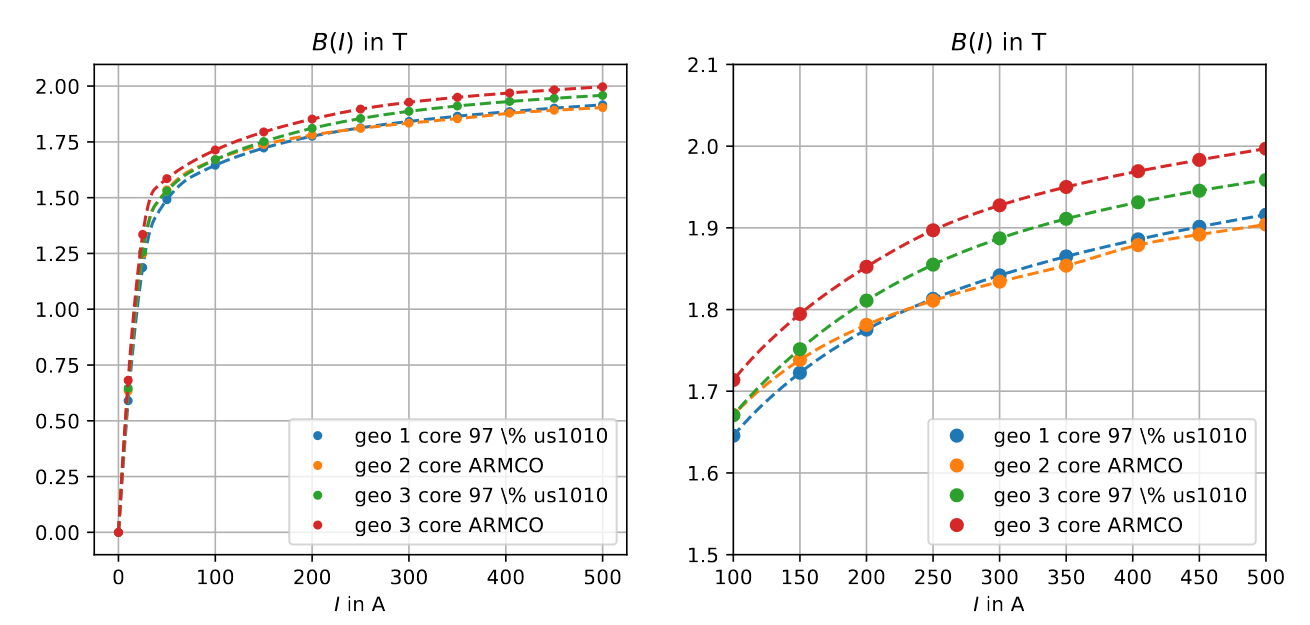 B(I) in T
2.00
1.75
1.50
1.25
1.00
0.75
0.50
0.25
0.00
geo 1 core 97 \% us1010
geo 2 core ARMCO
geo 3 core 97 \% us1010
geo 3 core ARMCO
0 100 200 300 400 500
I in A
B(I) in T
2.1
2.0
1.9
1.8
1.7
1.6
1.5
geo 1 core 97 \% us1010
geo 2 core ARMCO
geo 3 core 97 \% us1010
geo 3 core ARMCO
100 150 200 250 300 350 400 450 500
I in A